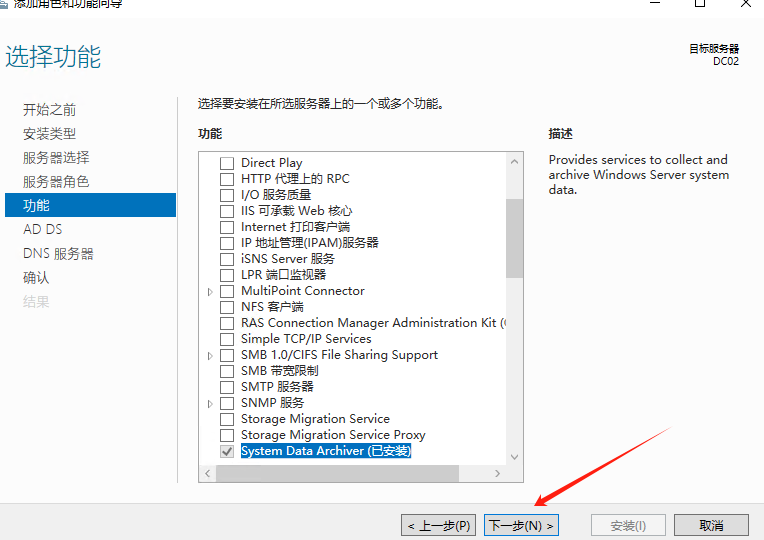 添加角色和功能向导
选择功能
目标服务器
DC02
开始之前
安装类型
服务器选择
服务器角色
功能
AD DS
DNS 服务器
确认
结果
选择要安装在所选服务器上的一个或多个功能。
功能
Direct Play
HTTP 代理上的 RPC
I/O 服务质量
IIS 可承载 Web 核心
Internet 打印客户端
IP 地址管理(IPAM)服务器
iSNS Server 服务
LPR 端口监视器
MultiPoint Connector
NFS 客户端
RAS Connection Manager Administration Kit (
Simple TCP/IP Services
SMB 1.0/CIFS File Sharing Support
SMB 带宽限制
SMTP 服务器
SNMP 服务
Storage Migration Service
Storage Migration Service Proxy
System Data Archiver (已安装)
描述
Provides services to collect and
archive Windows Server system
data.
< 上一步(P)
下一步(N) >
安装(I)
取消